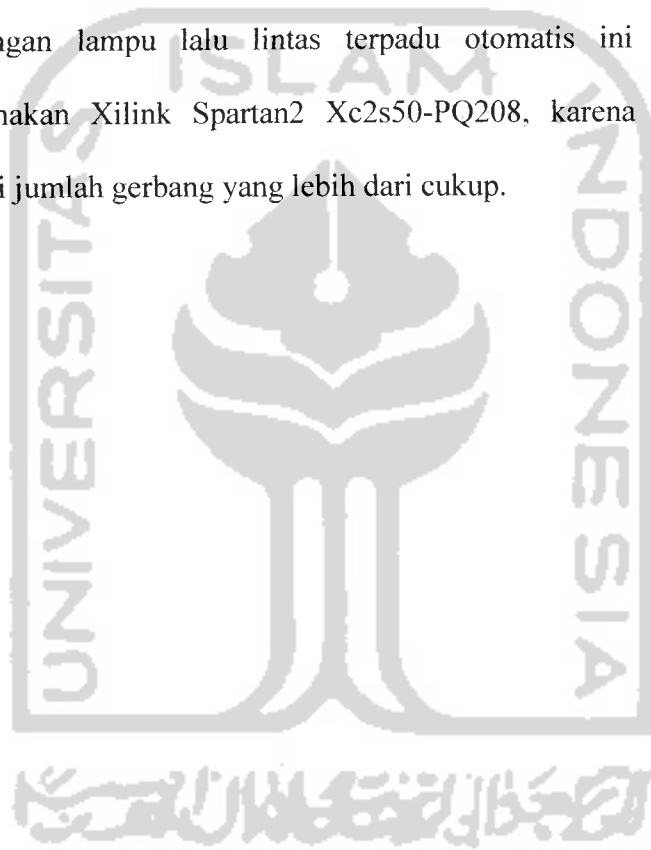 ngan lampu lalu lintas terpadu otomatis ini
nakan Xilink Spartan2 Xc2s50-PQ208, karena
i jumlah gerbang yang lebih dari cukup.
ISLAM
UNIVERSITAS
INDONESIA